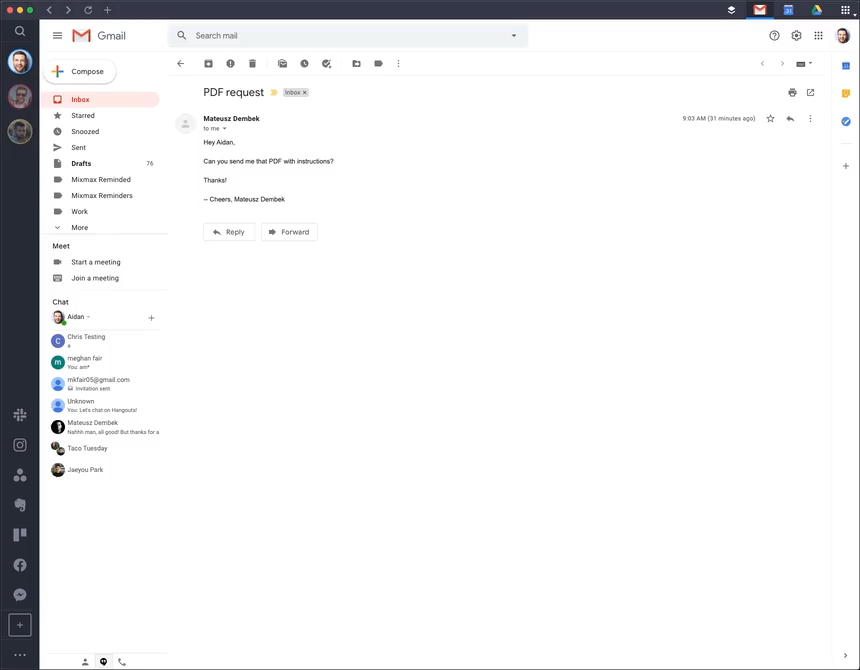 Gmail
Search mail
31
Compose
Inbox
Starred
Snoozed
Sent
Drafts 76
Mixmax Reminded
Mixmax Reminders
Work
More
Meet
Start a meeting
Join a meeting
Chat
Aidan
C Chris Testing
a
m meghan fair
You: am*
mkfair05@gmail.com
Invitation sent
Unknown
You: Let's chat on Hangouts!
Mateusz Dembek
Nahhh man, all good! But thanks for a
Taco Tuesday
Jaeyou Park
PDF request Inbox ×
Mateusz Dembek 9:03 AM (31 minutes ago)
to me
Hey Aidan,
Can you send me that PDF with instructions?
Thanks!
-- Cheers, Mateusz Dembek
Reply Forward